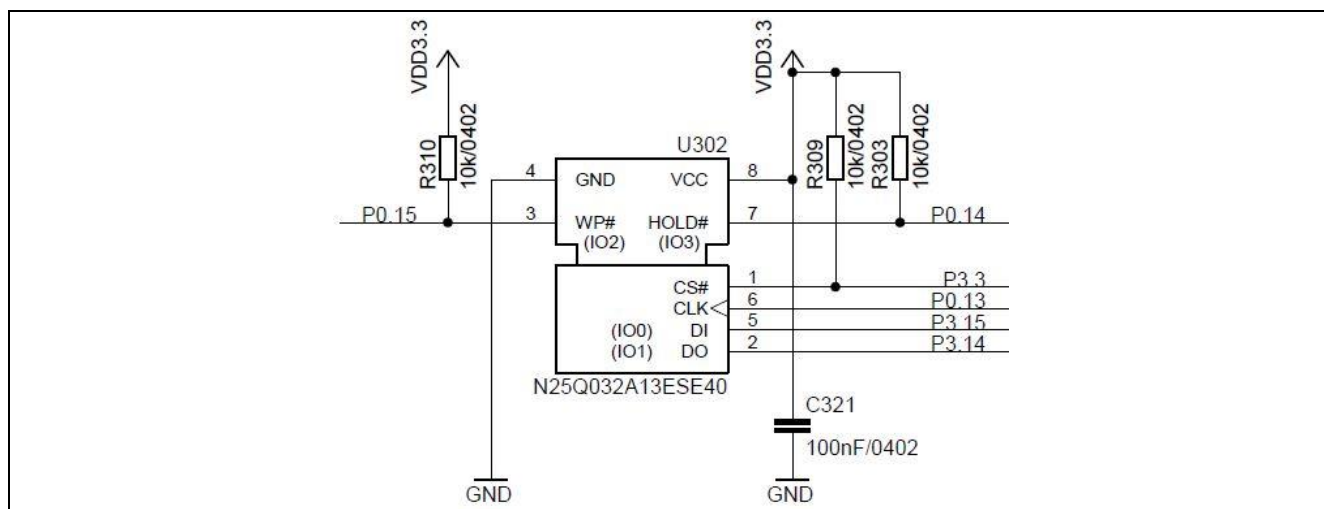 VDD3.3
VDD3.3
R310
10k/0402
R309
10k/0402
R303
10k/0402
U302
4 GND VCC 8
P0.15 3 WP# HOLD# 7 P0.14
(IO2) (IO3)
CS# 1 P3.3
CLK 6 P0.13
(IO0) DI 5 P3.15
(IO1) DO 2 P3.14
N25Q032A13ESE40
C321
100nF/0402
GND GND